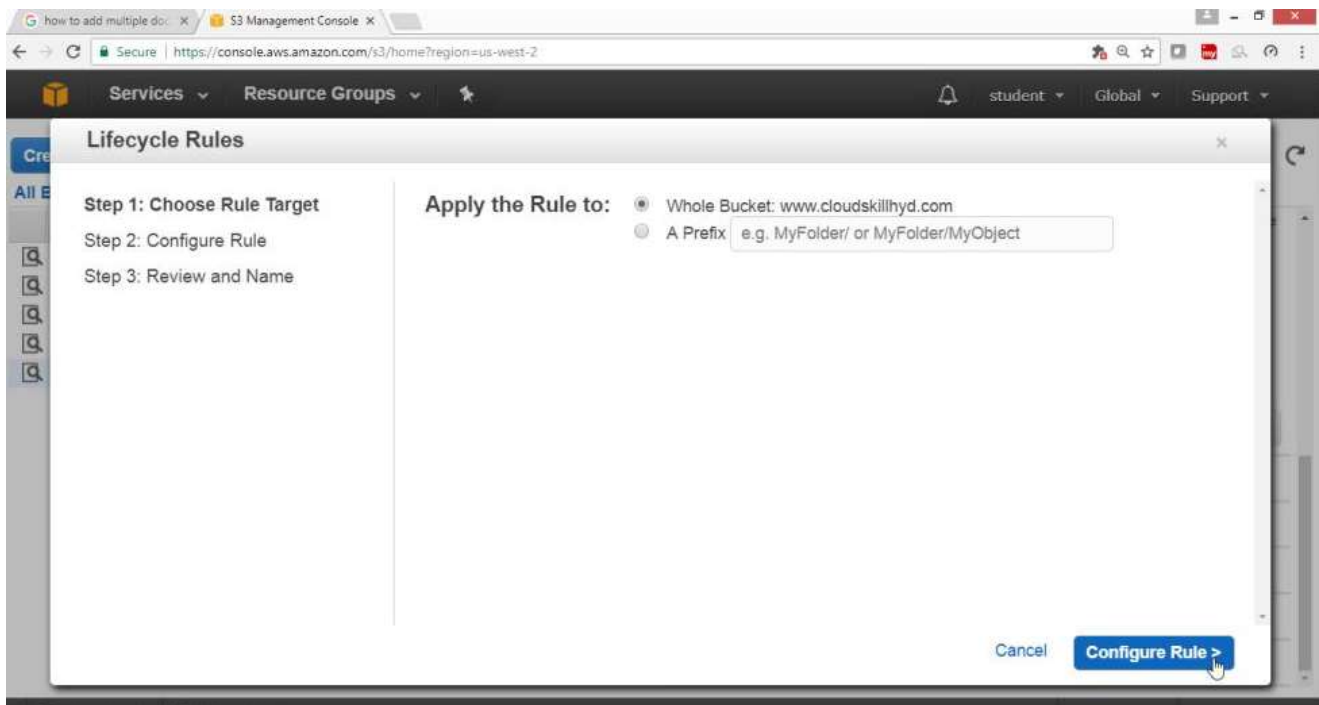 how to add multiple doc
S3 Management Console
Secure
https://console.aws.amazon.com/s3/home?region=us-west-2
my
Services
Resource Groups
student
Global
Support
Cre
All B
Lifecycle Rules
Step 1: Choose Rule Target
Step 2: Configure Rule
Step 3: Review and Name
Apply the Rule to:
Whole Bucket: www.cloudskillhyd.com
A Prefix
e.g. MyFolder/ or MyFolder/MyObject
Cancel
Configure Rule >